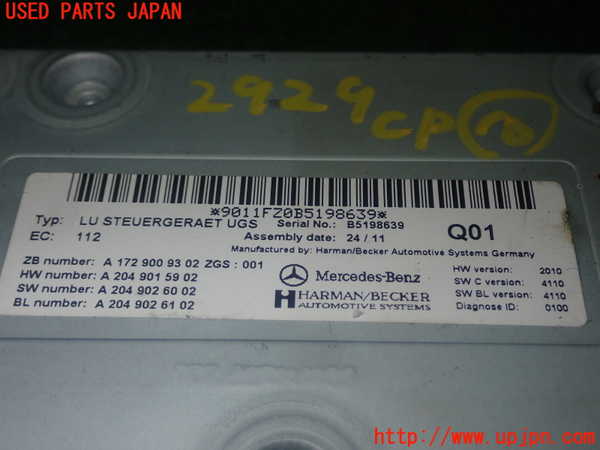 USED PARTS JAPAN
2924
CP
*9011FZ0B5198639*
Typ: LU STEUERGERAET UGS Serial No.: B5198639
EC: 112 Assembly date: 24 / 11 Q01
Manufactured by: Harman/Becker Automotive Systems Germany
ZB number: A 172 900 93 02 ZGS : 001
HW number: A 204 901 59 02
SW number: A 204 902 60 02
BL number: A 204 902 61 02
Mercedes-Benz
HARMAN/BECKER
AUTOMOTIVE SYSTEMS
HW version: 2010
SW C version: 4110
SW BL version: 4110
Diagnose ID: 0100
http://www.upjpn.com/